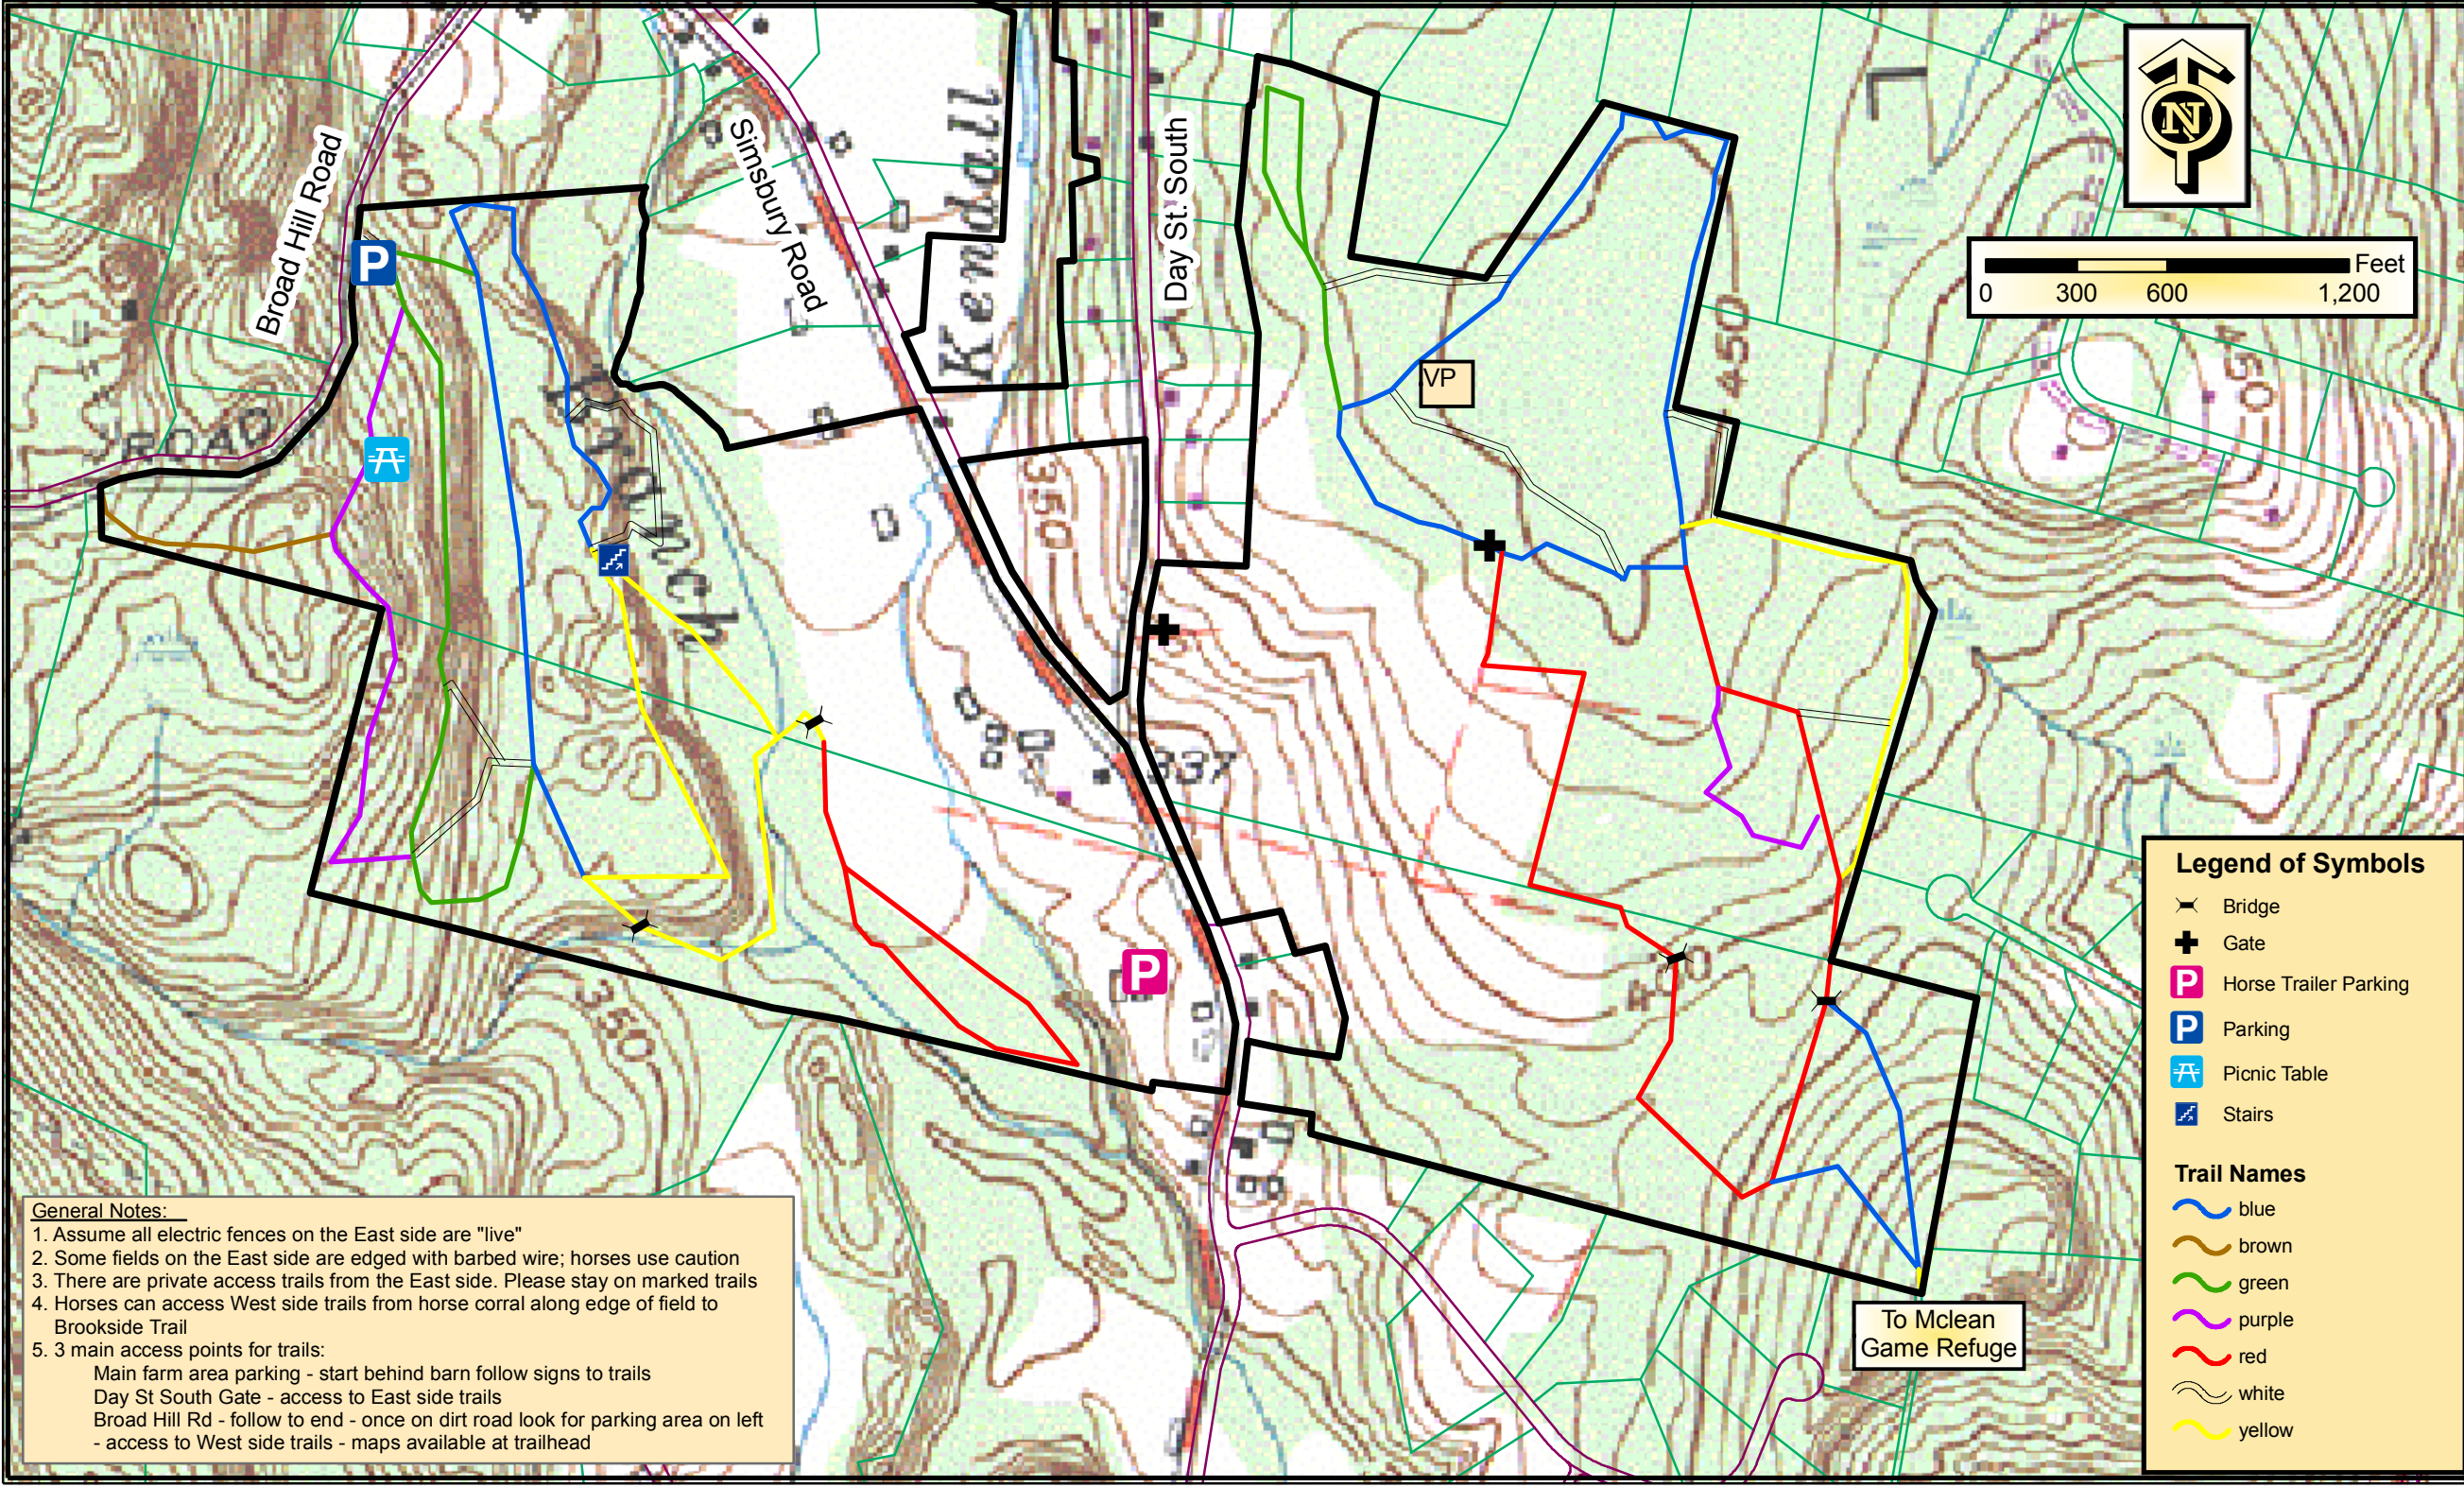 Broad Hill Road
Simsbury Road
Kendall
Day St. South
N
Feet
0 300 600 1,200
P
404
ROAD
Branch
350
337
VP
450
450
350
P
Legend of Symbols
Bridge
Gate
P Horse Trailer Parking
P Parking
Picnic Table
Stairs
Trail Names
blue
brown
green
purple
red
white
yellow
To Mclean
Game Refuge
General Notes:
1. Assume all electric fences on the East side are "live"
2. Some fields on the East side are edged with barbed wire; horses use caution
3. There are private access trails from the East side. Please stay on marked trails
4. Horses can access West side trails from horse corral along edge of field to
Brookside Trail
5. 3 main access points for trails:
Main farm area parking - start behind barn follow signs to trails
Day St South Gate - access to East side trails
Broad Hill Rd - follow to end - once on dirt road look for parking area on left
- access to West side trails - maps available at trailhead